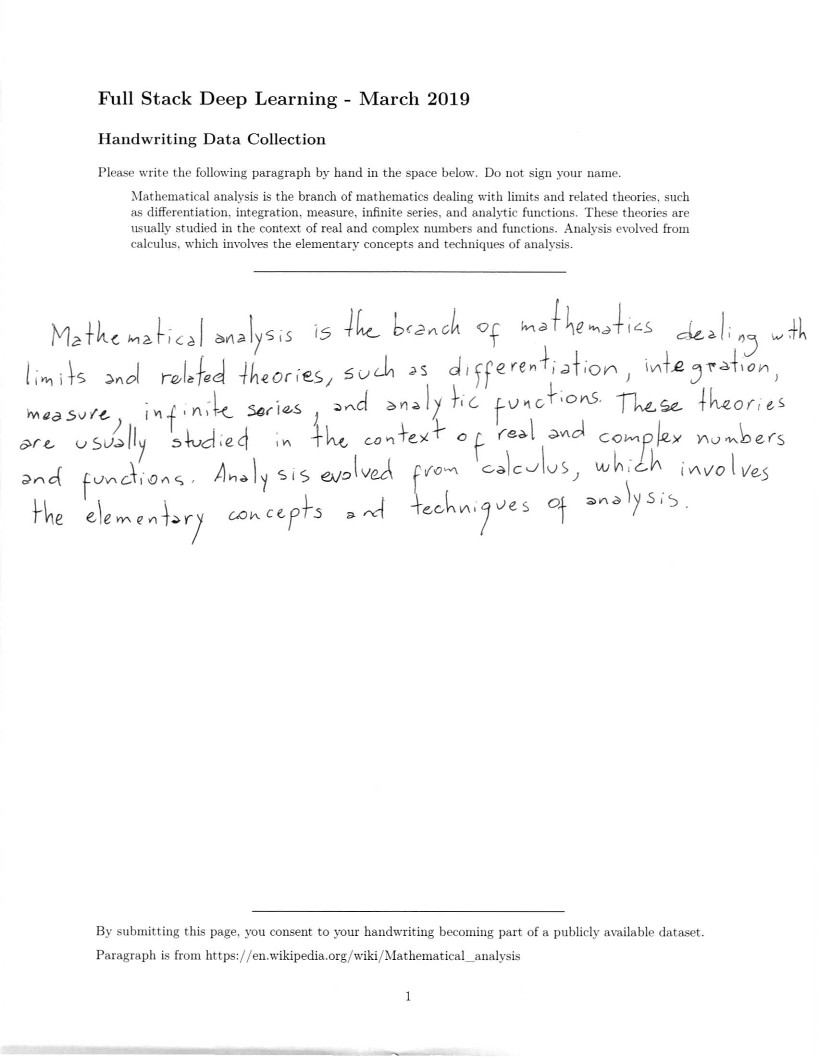 Full Stack Deep Learning - March 2019
Handwriting Data Collection
Please write the following paragraph by hand in the space below. Do not sign your name.
Mathematical analysis is the branch of mathematics dealing with limits and related theories, such
as differentiation, integration, measure, infinite series, and analytic functions. These theories are
usually studied in the context of real and complex numbers and functions. Analysis evolved from
calculus, which involves the elementary concepts and techniques of analysis.
Mathematical analysis is the branch of mathematics dealing with
limits and related theories, such as differentiation, integration,
measure, infinite series, and analytic functions. These theories
are usually studied in the context of real and complex numbers
and functions. Analysis evolved from calculus, which involves
the elementary concepts and techniques of analysis.
By submitting this page, you consent to your handwriting becoming part of a publicly available dataset.
Paragraph is from https://en.wikipedia.org/wiki/Mathematical_analysis
1